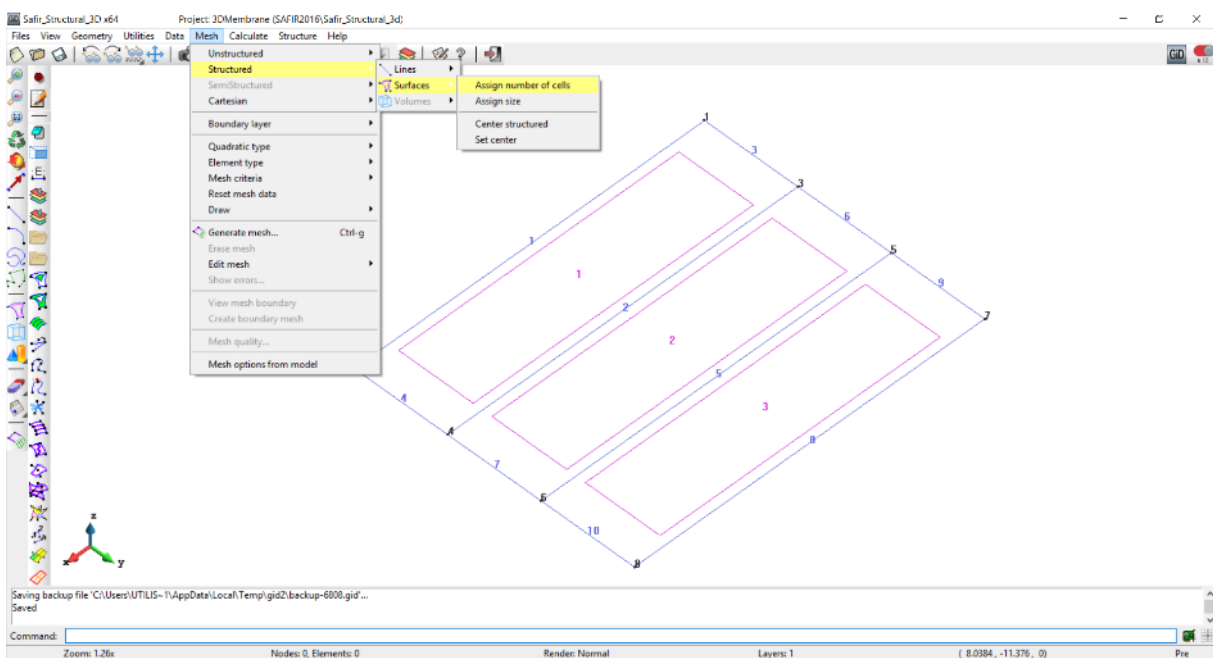 Safir_Structural_3D x64 Project: 3DMembrane (SAFIR2016\Safir_Structural_3d)
Files View Geometry Utilities Data Mesh Calculate Structure Help
GiD
Unstructured
Structured
SemiStructured
Cartesian
Boundary layer
Quadratic type
Element type
Mesh criteria
Reset mesh data
Draw
Generate mesh... Ctrl-g
Erase mesh
Edit mesh
Show errors...
View mesh boundary
Create boundary mesh
Mesh quality...
Mesh options from model
Lines
Surfaces
Volumes
Assign number of cells
Assign size
Center structured
Set center
1
3
3
6
5
9
7
1
1
2
2
5
3
8
4
4
7
6
10
8
z
x
y
Saving backup file 'C:\Users\UTILIS~1\AppData\Local\Temp\gid2\backup-6808.gid'...
Saved
Command:
Zoom: 1.26x Nodes: 0, Elements: 0 Render: Normal Layers: 1 ( 8.0384, -11.376, 0) Pre